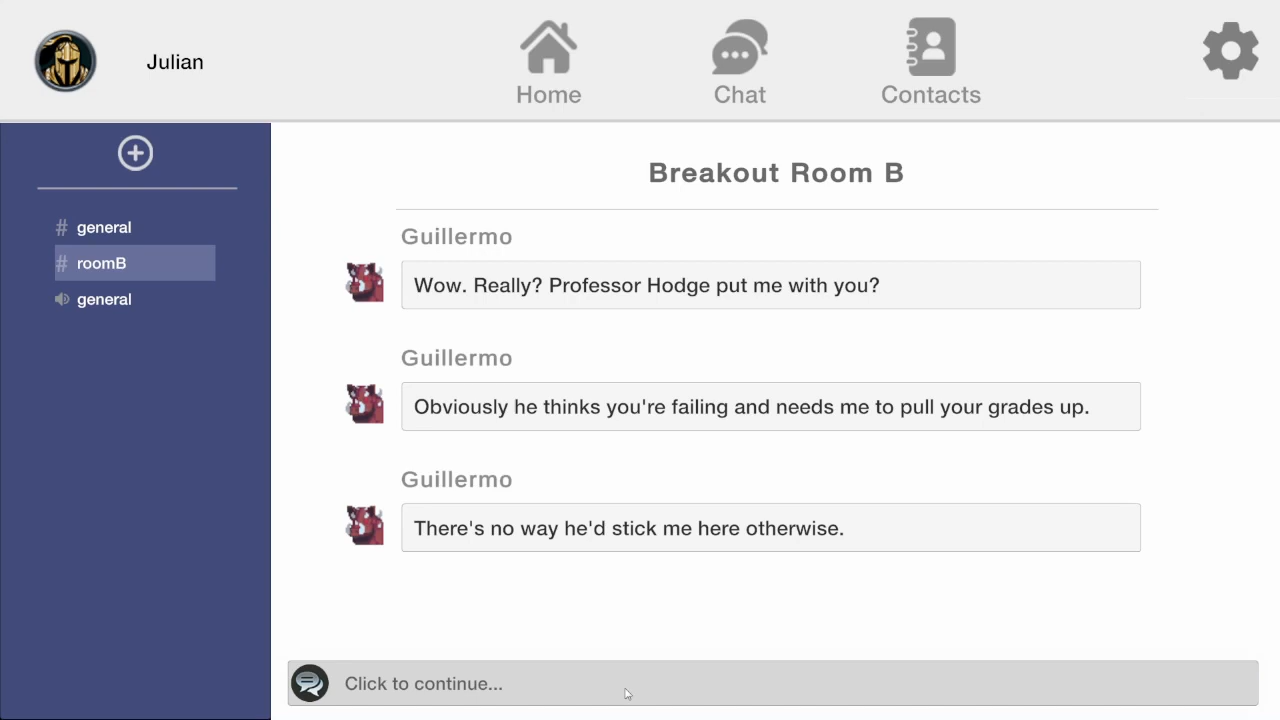 Julian
Home
Chat
Contacts
# general
# roomB
general
Breakout Room B
Guillermo
Wow. Really? Professor Hodge put me with you?
Guillermo
Obviously he thinks you're failing and needs me to pull your grades up.
Guillermo
There's no way he'd stick me here otherwise.
Click to continue...